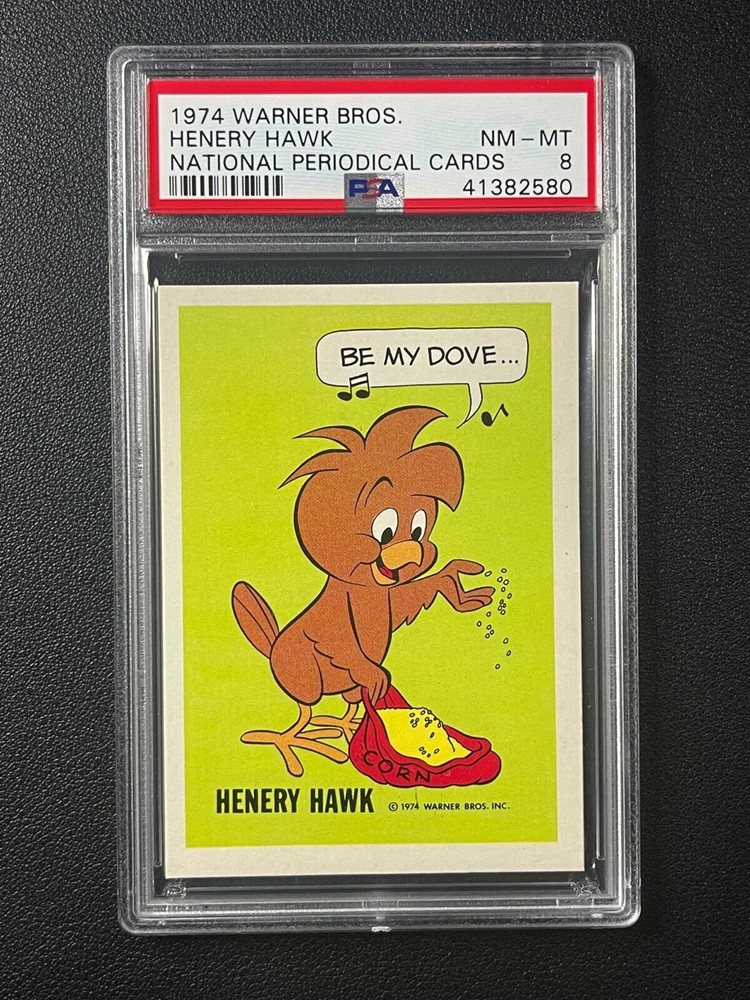 1974 WARNER BROS.
HENERY HAWK NM - MT
NATIONAL PERIODICAL CARDS 8
PSA 41382580
BE MY DOVE...
CORN
HENERY HAWK © 1974 WARNER BROS. INC.